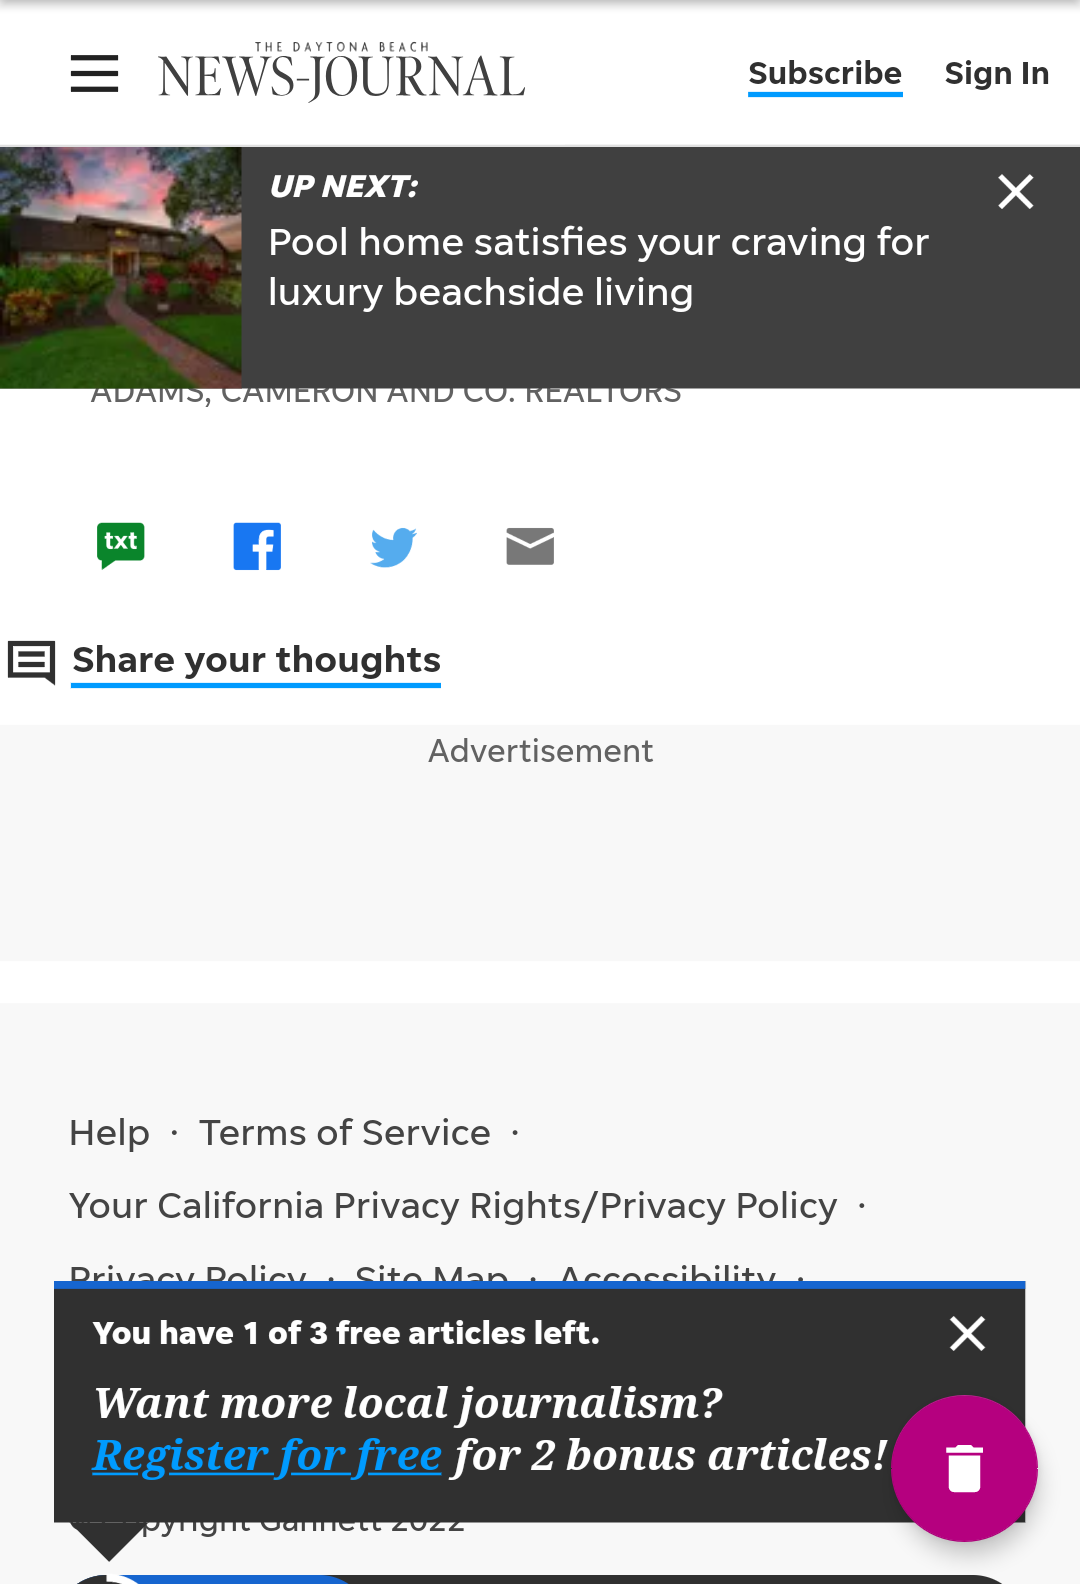 THE DAYTONA BEACH
NEWS-JOURNAL
Subscribe
Sign In
UP NEXT:
Pool home satisfies your craving for
luxury beachside living
ADAMS, CAMERON AND CO. REALTORS
txt
Share your thoughts
Advertisement
Help · Terms of Service ·
Your California Privacy Rights/Privacy Policy ·
Privacy Policy · Site Map · Accessibility ·
You have 1 of 3 free articles left.
Want more local journalism?
Register for free for 2 bonus articles!
© Copyright Gannett 2022